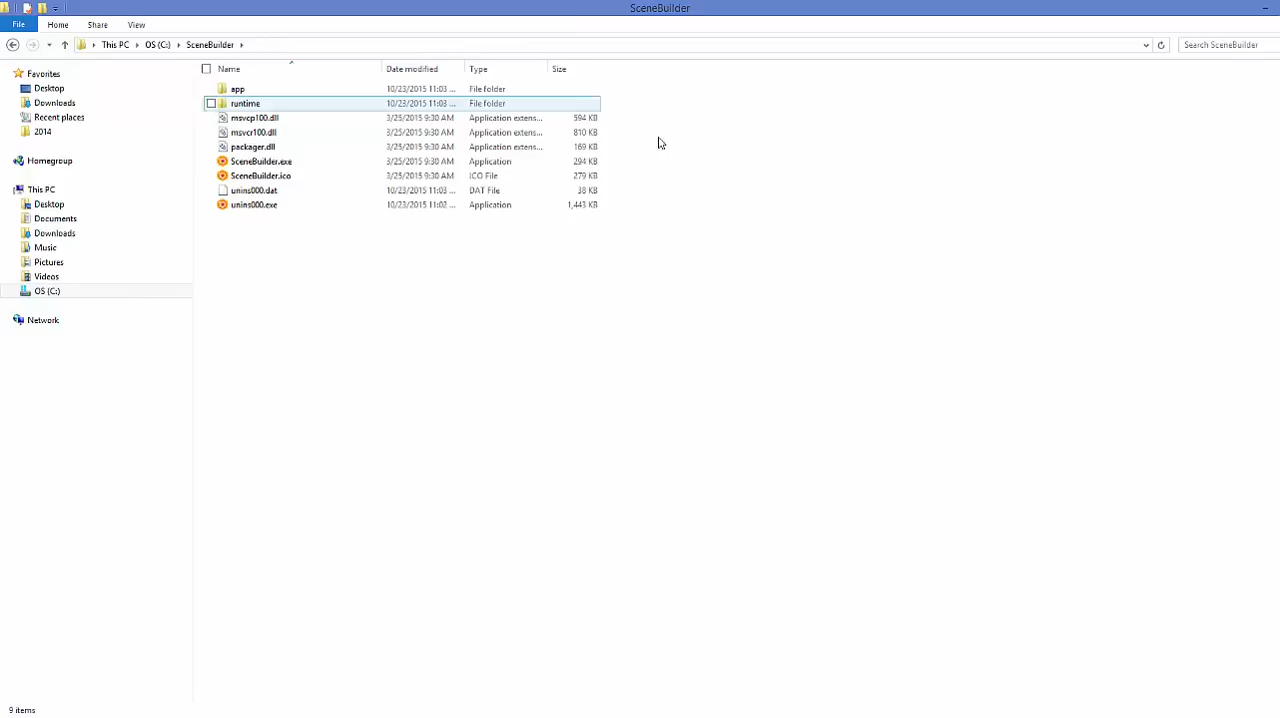 SceneBuilder
File Home Share View
This PC OS (C:) SceneBuilder
Search SceneBuilder
Name Date modified Type Size
Favorites
Desktop
Downloads
Recent places
2014
Homegroup
This PC
Desktop
Documents
Downloads
Music
Pictures
Videos
OS (C:)
Network
app 10/23/2015 11:03 ... File folder
runtime 10/23/2015 11:03 ... File folder
msvcp100.dll 3/25/2015 9:30 AM Application extens... 594 KB
msvcr100.dll 3/25/2015 9:30 AM Application extens... 810 KB
packager.dll 3/25/2015 9:30 AM Application extens... 169 KB
SceneBuilder.exe 3/25/2015 9:30 AM Application 294 KB
SceneBuilder.ico 3/25/2015 9:30 AM ICO File 279 KB
unins000.dat 10/23/2015 11:03 ... DAT File 38 KB
unins000.exe 10/23/2015 11:02 ... Application 1,443 KB
9 items